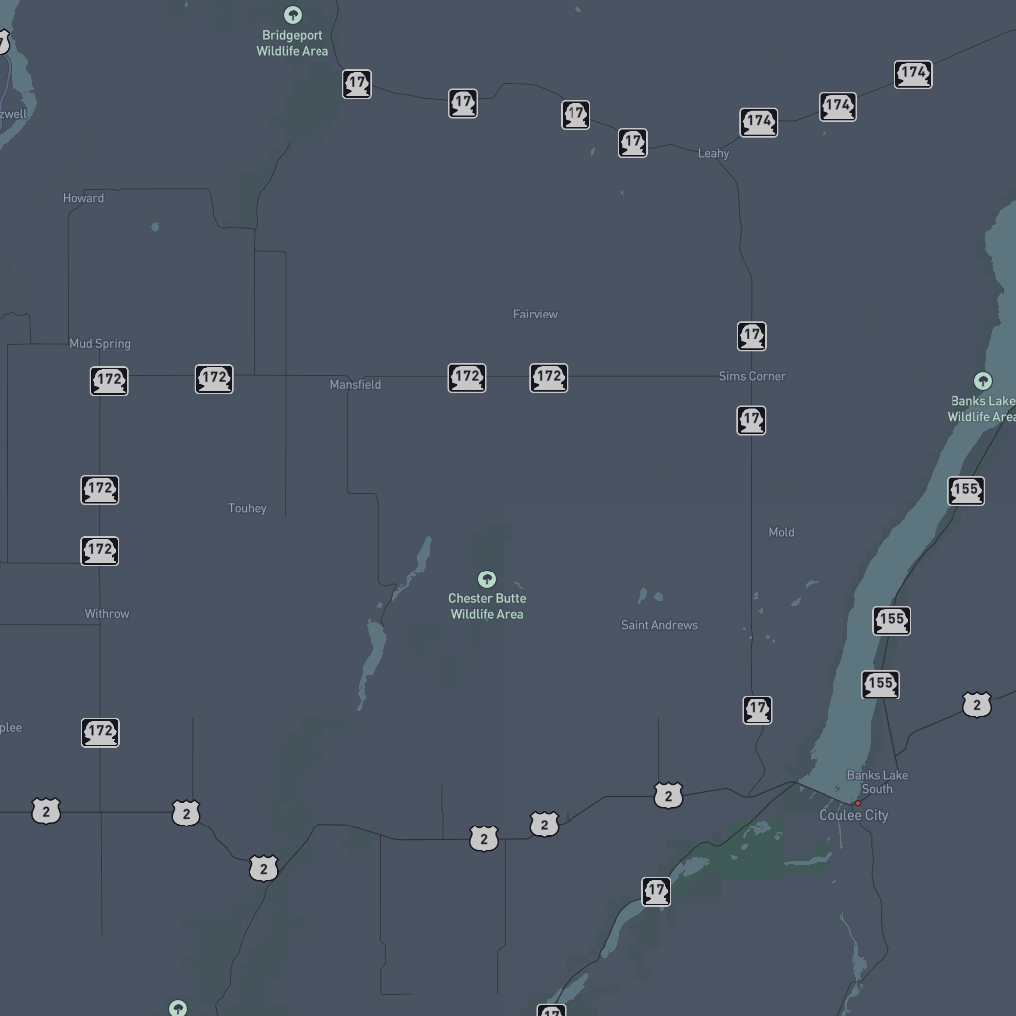 Bridgeport
Wildlife Area
17
17
17
17
174
174
174
zwell
Leahy
Howard
Fairview
17
Mud Spring
172
172
Mansfield
172
172
Sims Corner
Banks Lake
Wildlife Area
17
172
155
Touhey
Mold
172
Chester Butte
Wildlife Area
Withrow
Saint Andrews
155
155
2
17
plee
172
Banks Lake
South
2
2
2
2
2
Coulee City
2
17
17